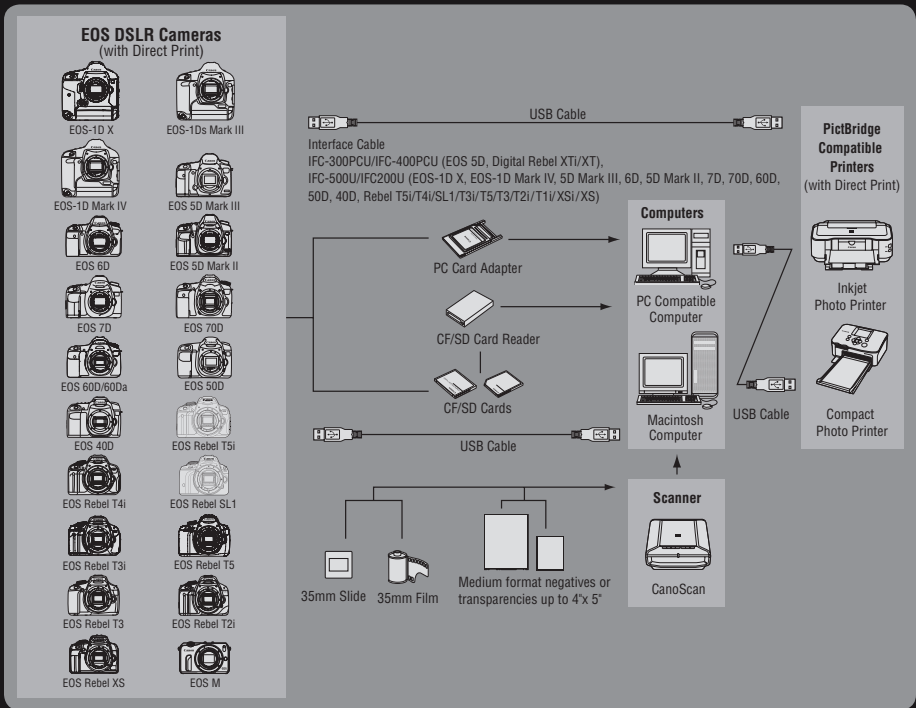 EOS DSLR Cameras
(with Direct Print)
EOS-1D X
EOS-1Ds Mark III
EOS-1D Mark IV
EOS 5D Mark III
EOS 6D
EOS 5D Mark II
EOS 7D
EOS 70D
EOS 60D/60Da
EOS 50D
EOS 40D
EOS Rebel T5i
EOS Rebel T4i
EOS Rebel SL1
EOS Rebel T3i
EOS Rebel T5
EOS Rebel T3
EOS Rebel T2i
EOS Rebel XS
EOS M
USB Cable
Interface Cable
IFC-300PCU/IFC-400PCU (EOS 5D, Digital Rebel XTi/XT),
IFC-500U/IFC200U (EOS-1D X, EOS-1D Mark IV, 5D Mark III, 6D, 5D Mark II, 7D, 70D, 60D,
50D, 40D, Rebel T5i/T4i/SL1/T3i/T5/T3/T2i/T1i/XSi/XS)
PC Card Adapter
CF/SD Card Reader
CF/SD Cards
USB Cable
35mm Slide
35mm Film
Medium format negatives or
transparencies up to 4"x 5"
Computers
PC Compatible
Computer
Macintosh
Computer
Scanner
CanoScan
USB Cable
PictBridge
Compatible
Printers
(with Direct Print)
Inkjet
Photo Printer
Compact
Photo Printer